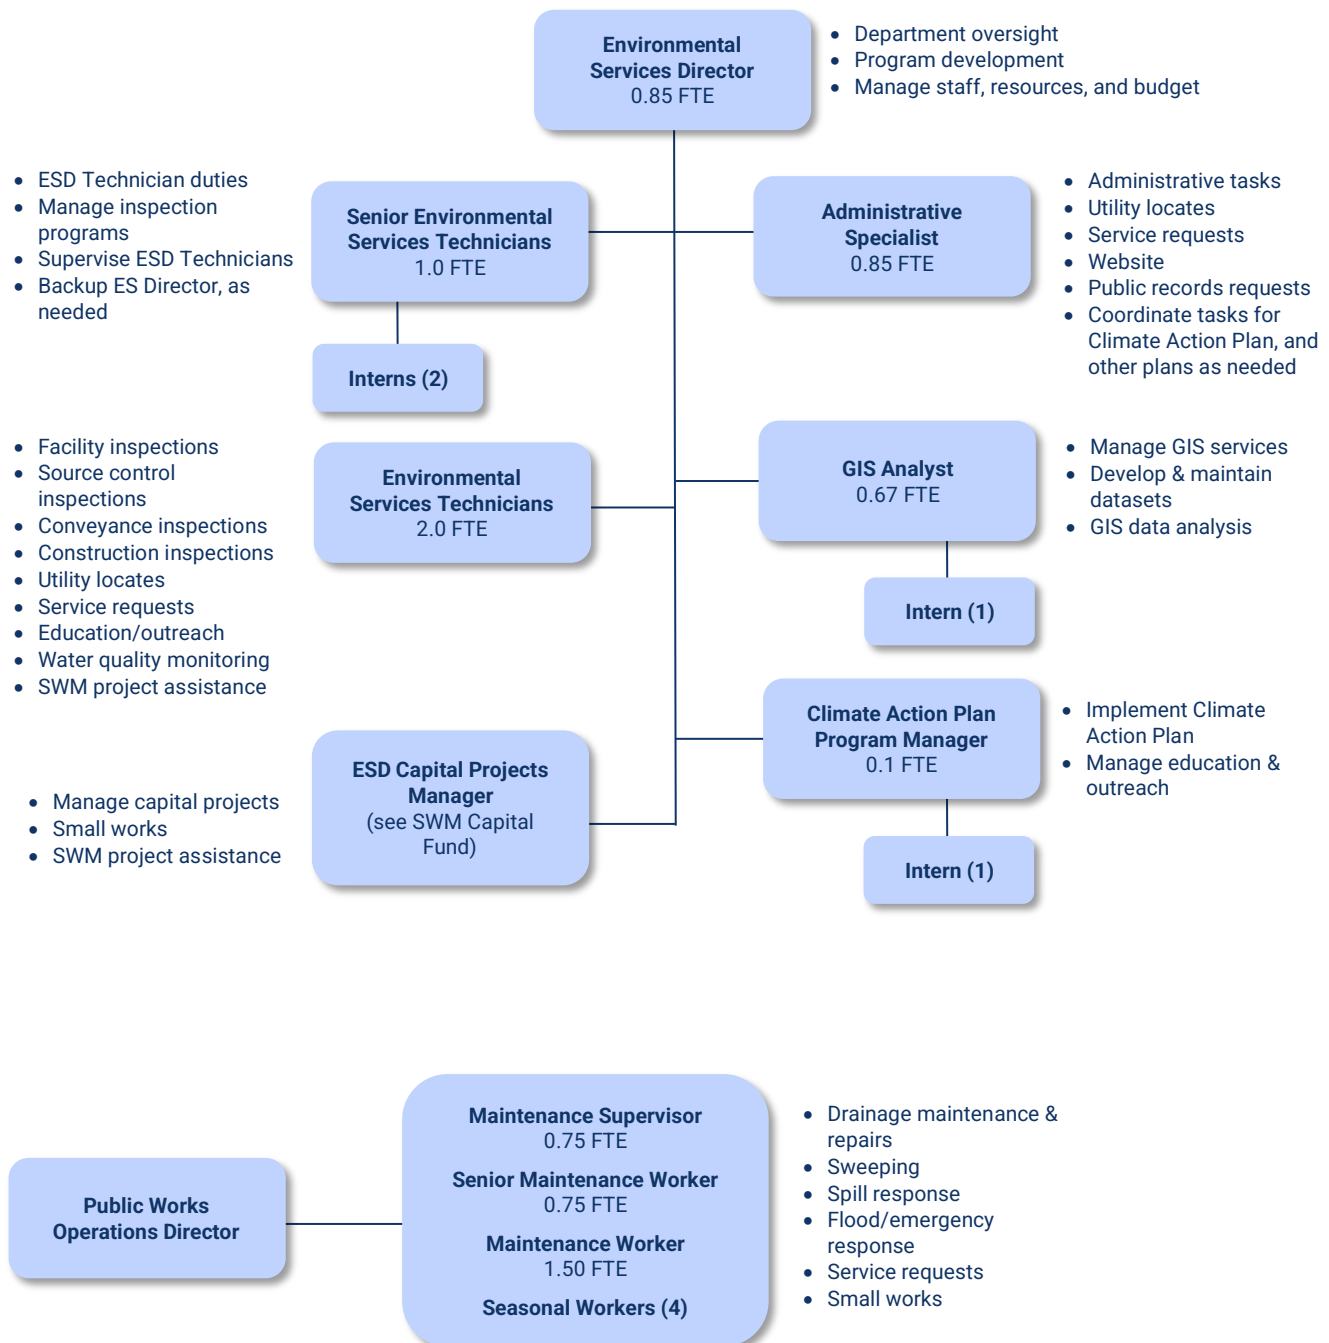 Environmental
Services Director
0.85 FTE
• Department oversight
• Program development
• Manage staff, resources, and budget
• ESD Technician duties
• Manage inspection
programs
• Supervise ESD Technicians
• Backup ES Director, as
needed
Senior Environmental
Services Technicians
1.0 FTE
Interns (2)
Administrative
Specialist
0.85 FTE
• Administrative tasks
• Utility locates
• Service requests
• Website
• Public records requests
• Coordinate tasks for
Climate Action Plan, and
other plans as needed
• Facility inspections
• Source control
inspections
• Conveyance inspections
• Construction inspections
• Utility locates
• Service requests
• Education/outreach
• Water quality monitoring
• SWM project assistance
Environmental
Services Technicians
2.0 FTE
GIS Analyst
0.67 FTE
• Manage GIS services
• Develop & maintain
datasets
• GIS data analysis
Intern (1)
Climate Action Plan
Program Manager
0.1 FTE
• Implement Climate
Action Plan
• Manage education &
outreach
Intern (1)
• Manage capital projects
• Small works
• SWM project assistance
ESD Capital Projects
Manager
(see SWM Capital
Fund)
Public Works
Operations Director
Maintenance Supervisor
0.75 FTE
Senior Maintenance Worker
0.75 FTE
Maintenance Worker
1.50 FTE
Seasonal Workers (4)
• Drainage maintenance &
repairs
• Sweeping
• Spill response
• Flood/emergency
response
• Service requests
• Small works